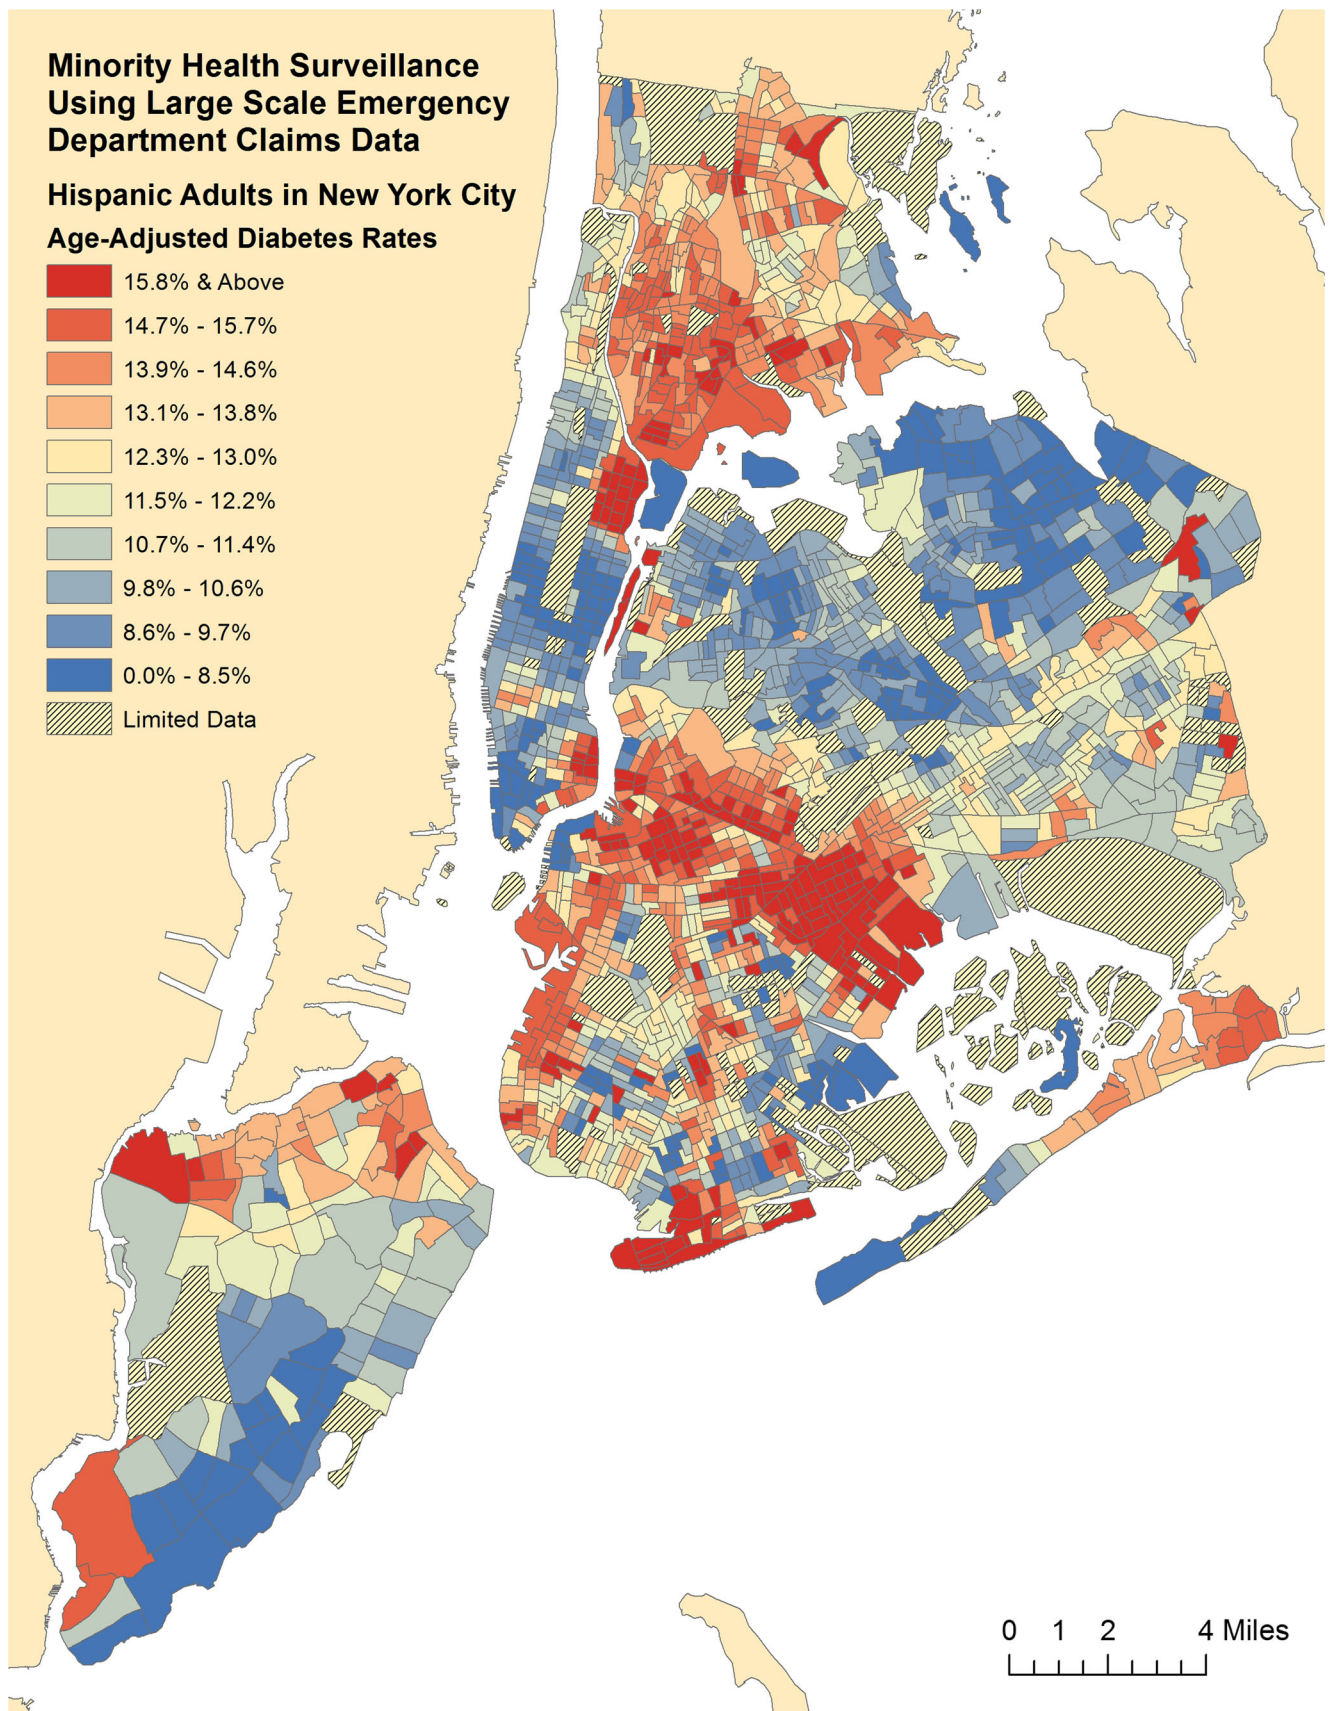 Minority Health Surveillance
Using Large Scale Emergency
Department Claims Data
Hispanic Adults in New York City
Age-Adjusted Diabetes Rates
15.8% & Above
14.7% - 15.7%
13.9% - 14.6%
13.1% - 13.8%
12.3% - 13.0%
11.5% - 12.2%
10.7% - 11.4%
9.8% - 10.6%
8.6% - 9.7%
0.0% - 8.5%
Limited Data
0 1 2 4 Miles